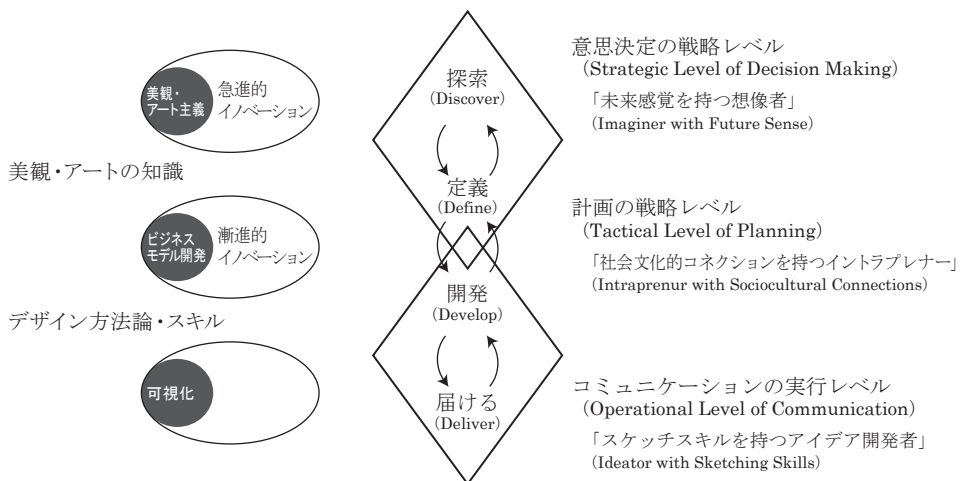 美観・
アート主義
急進的
イノベーション
美観・アートの知識
ビジネス
モデル開発
漸進的
イノベーション
デザイン方法論・スキル
可視化
探索
(Discover)
定義
(Define)
開発
(Develop)
届ける
(Deliver)
意思決定の戦略レベル
(Strategic Level of Decision Making)
「未来感覚を持つ想像者」
(Imaginer with Future Sense)
計画の戦略レベル
(Tactical Level of Planning)
「社会文化的コネクションを持つイントラプレナー」
(Intraprenur with Sociocultural Connections)
コミュニケーションの実行レベル
(Operational Level of Communication)
「スケッチスキルを持つアイデア開発者」
(Ideator with Sketching Skills)